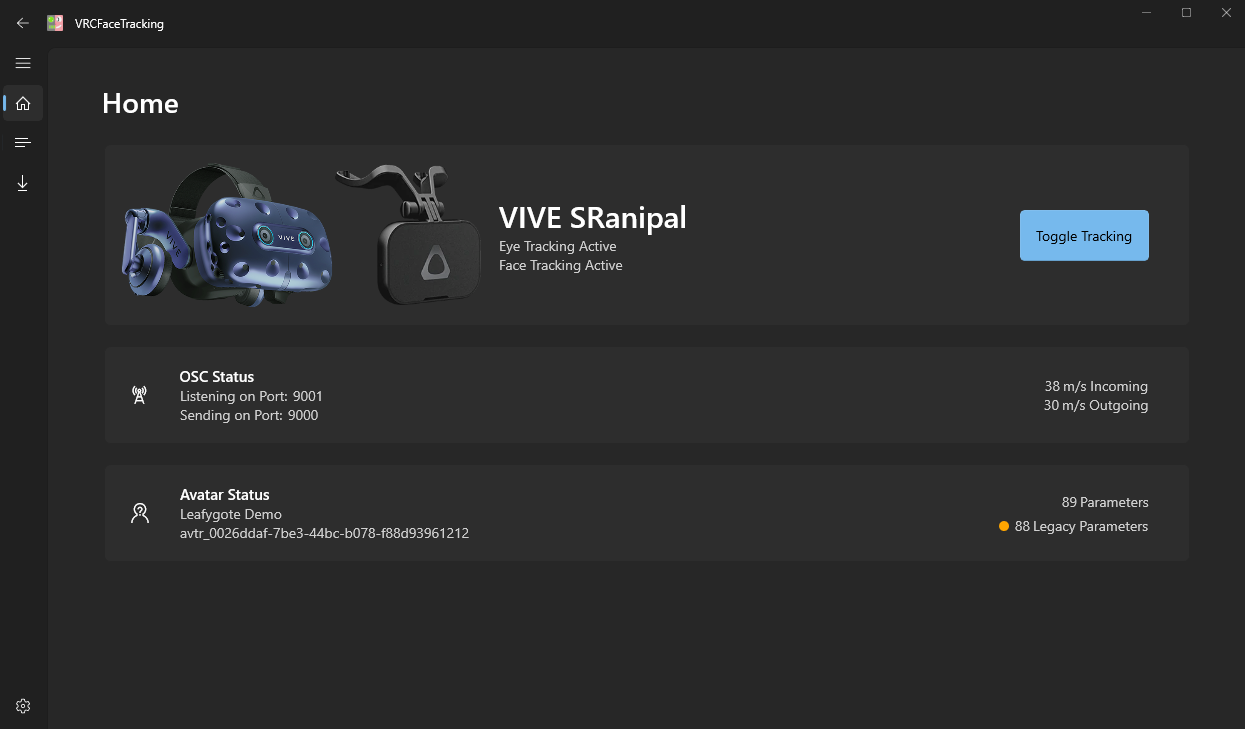 VRCFaceTracking
Home
VIVE
VIVE
VIVE SRanipal
Eye Tracking Active
Face Tracking Active
Toggle Tracking
OSC Status
Listening on Port: 9001
Sending on Port: 9000
38 m/s Incoming
30 m/s Outgoing
Avatar Status
Leafygote Demo
avtr_0026ddaf-7be3-44bc-b078-f88d93961212
89 Parameters
88 Legacy Parameters